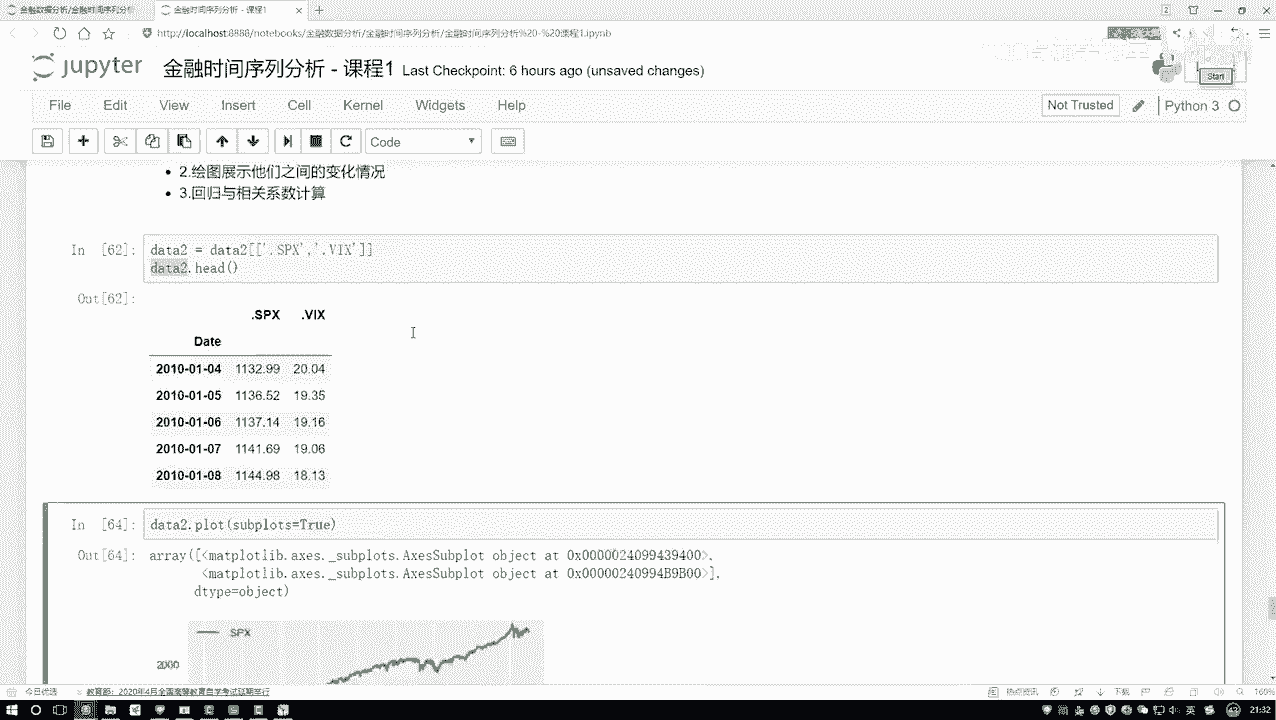 金融数据分析/金融时间序列分析 金融时间序列分析 - 课程1
http://localhost:8888/notebooks/金融数据分析/金融时间序列分析/金融时间序列分析%20-%20课程1.ipynb
jupyter 金融时间序列分析 - 课程1 Last Checkpoint: 6 hours ago (unsaved changes)
Start
File Edit View Insert Cell Kernel Widgets Help Not Trusted Python 3
Code
2.绘图展示他们之间的变化情况
3.回归与相关系数计算
In [62]: data2 = data2[['.SPX','.VIX']]
data2.head()
Out[62]:
.SPX .VIX
Date
2010-01-04 1132.99 20.04
2010-01-05 1136.52 19.35
2010-01-06 1137.14 19.16
2010-01-07 1141.69 19.06
2010-01-08 1144.98 18.13
In [64]: data2.plot(subplots=True)
Out[64]: array([<matplotlib.axes._subplots.AxesSubplot object at 0x0000024099439400>,
<matplotlib.axes._subplots.AxesSubplot object at 0x00000240994B9B00>],
dtype=object)
SPX
2000
今日优选 教育部：2020年4月全国高等教育自学考试延期举行 热点资讯 下载 160%
英 21:32